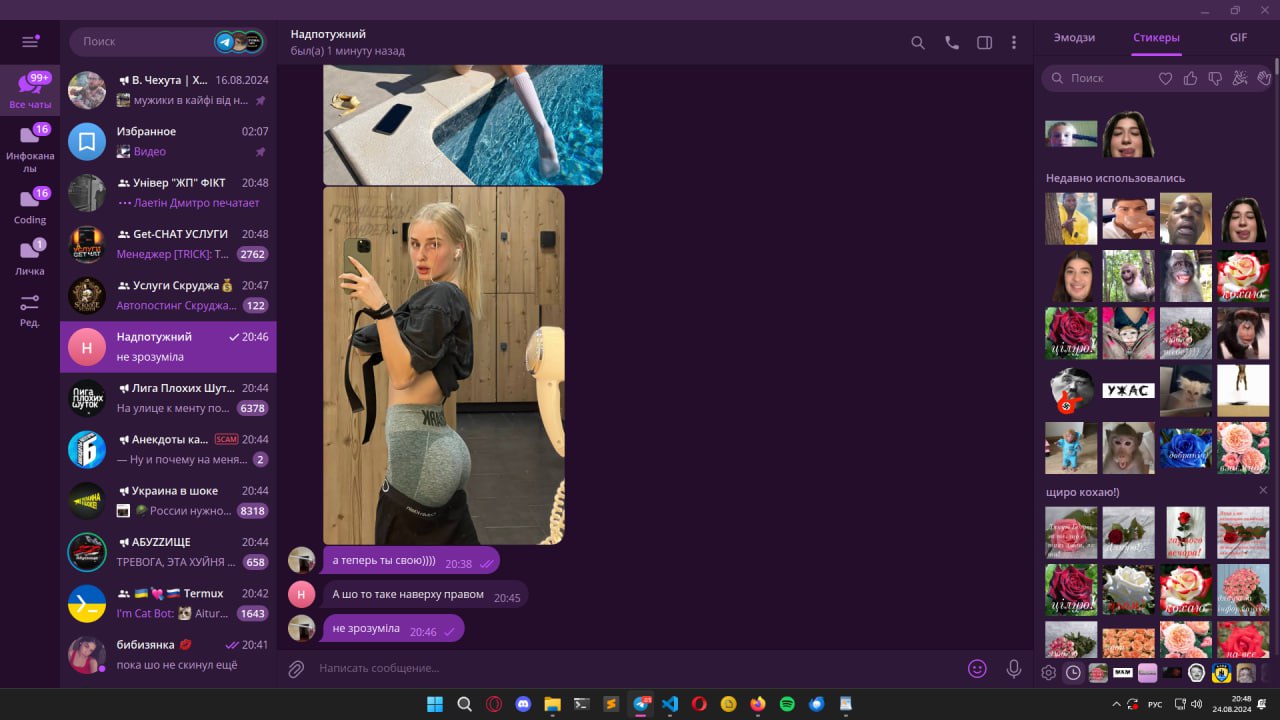 Поиск
99+
Все чаты
16
Инфокана
лы
16
Coding
1
Личка
Ред.
В. Чехута | Х... 16.08.2024
мужики в кайфі від н...
Избранное 02:07
Видео
Універ "ЖП" ФІКТ 20:48
Лаетін Дмитро печатает
Get-CHAT УСЛУГИ 20:48
Менеджер [TRICK]: Т... 2762
Услуги Скруджа 💰 20:47
Автопостинг Скруджа... 122
Н
Надпотужний 20:46
не зрозуміла
Лига Плохих Шут... 20:44
На улице к менту по... 6378
Анекдоты ка... SCAM 20:44
— Ну и почему на меня... 2
Украина в шоке 20:44
России нужно... 8318
АБУZZИЩЕ 20:44
ТРЕВОГА, ЭТА ХУЙНЯ ... 658
🇺🇦 💘 🇷🇺 Termux 20:42
I'm Cat Bot: Aitur... 1643
бибизянка 💋 20:41
пока шо не скинул ещё
Надпотужний
был(а) 1 минуту назад
а теперь ты свою)))) 20:38
Н
А шо то таке наверху правом 20:45
не зрозуміла 20:46
Написать сообщение...
Эмодзи Стикеры GIF
Поиск
Недавно использовались
кохаю
цілую!
УЖАС
щиро кохаю!)
цілую!
кохаю
РУС
20:48
24.08.2024